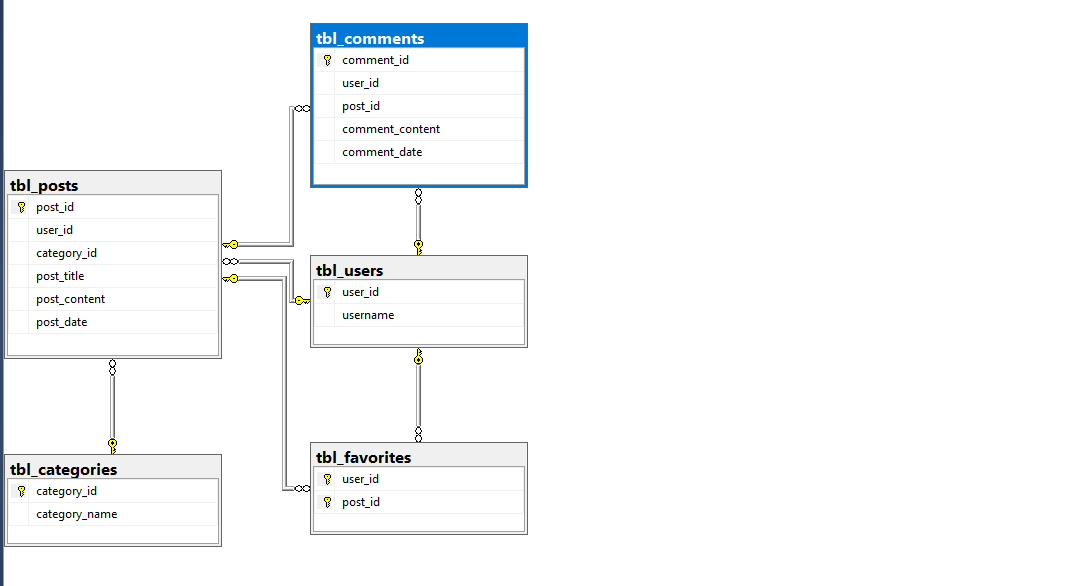 tbl_comments
comment_id
user_id
post_id
comment_content
comment_date
tbl_posts
post_id
user_id
category_id
post_title
post_content
post_date
tbl_users
user_id
username
tbl_categories
category_id
category_name
tbl_favorites
user_id
post_id